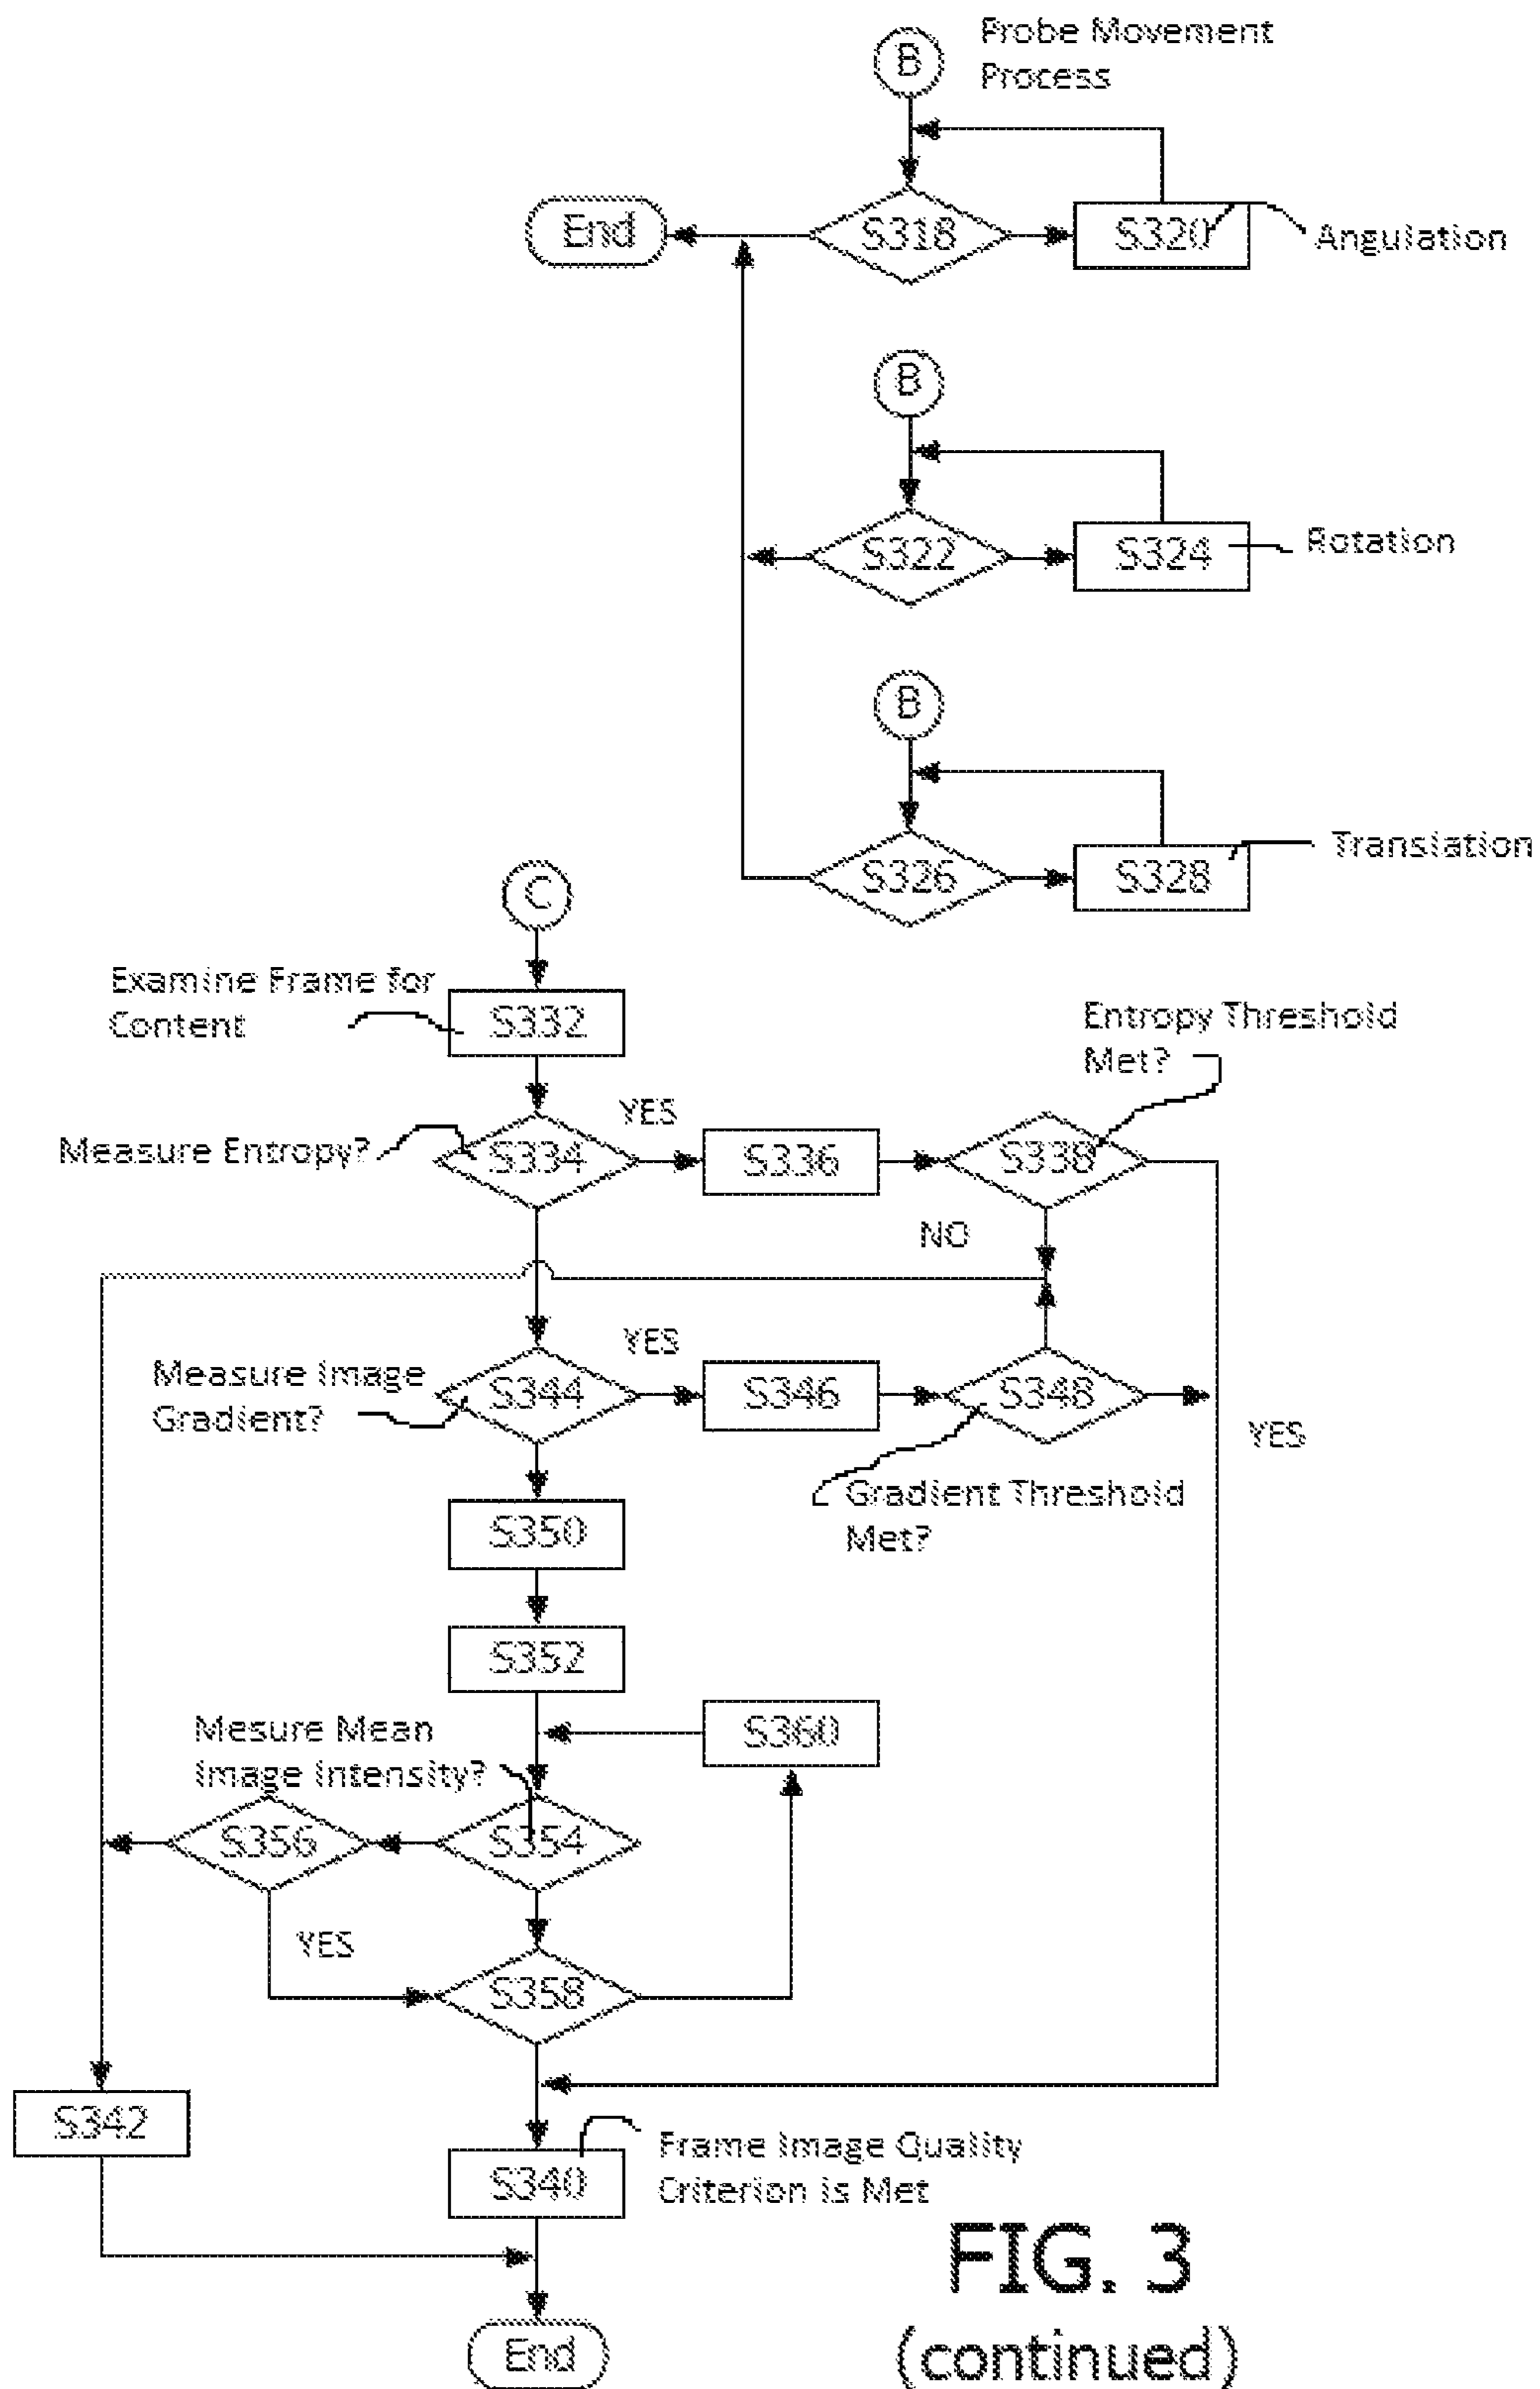 B
Probe Movement
Process
End
S318
S320
Angulation
B
S322
S324
Rotation
B
S326
S328
Translation
C
Examine Frame for
Content
S332
Entropy Threshold
Met?
Measure Entropy?
S334
YES
S336
S338
NO
Measure Image
Gradient?
S344
YES
S346
S348
YES
Gradient Threshold
Met?
S350
S352
Mesure Mean
Image Intensity?
S360
S356
S354
YES
S358
S342
S340
Frame Image Quality
Criterion is Met
End
FIG. 3
(continued)